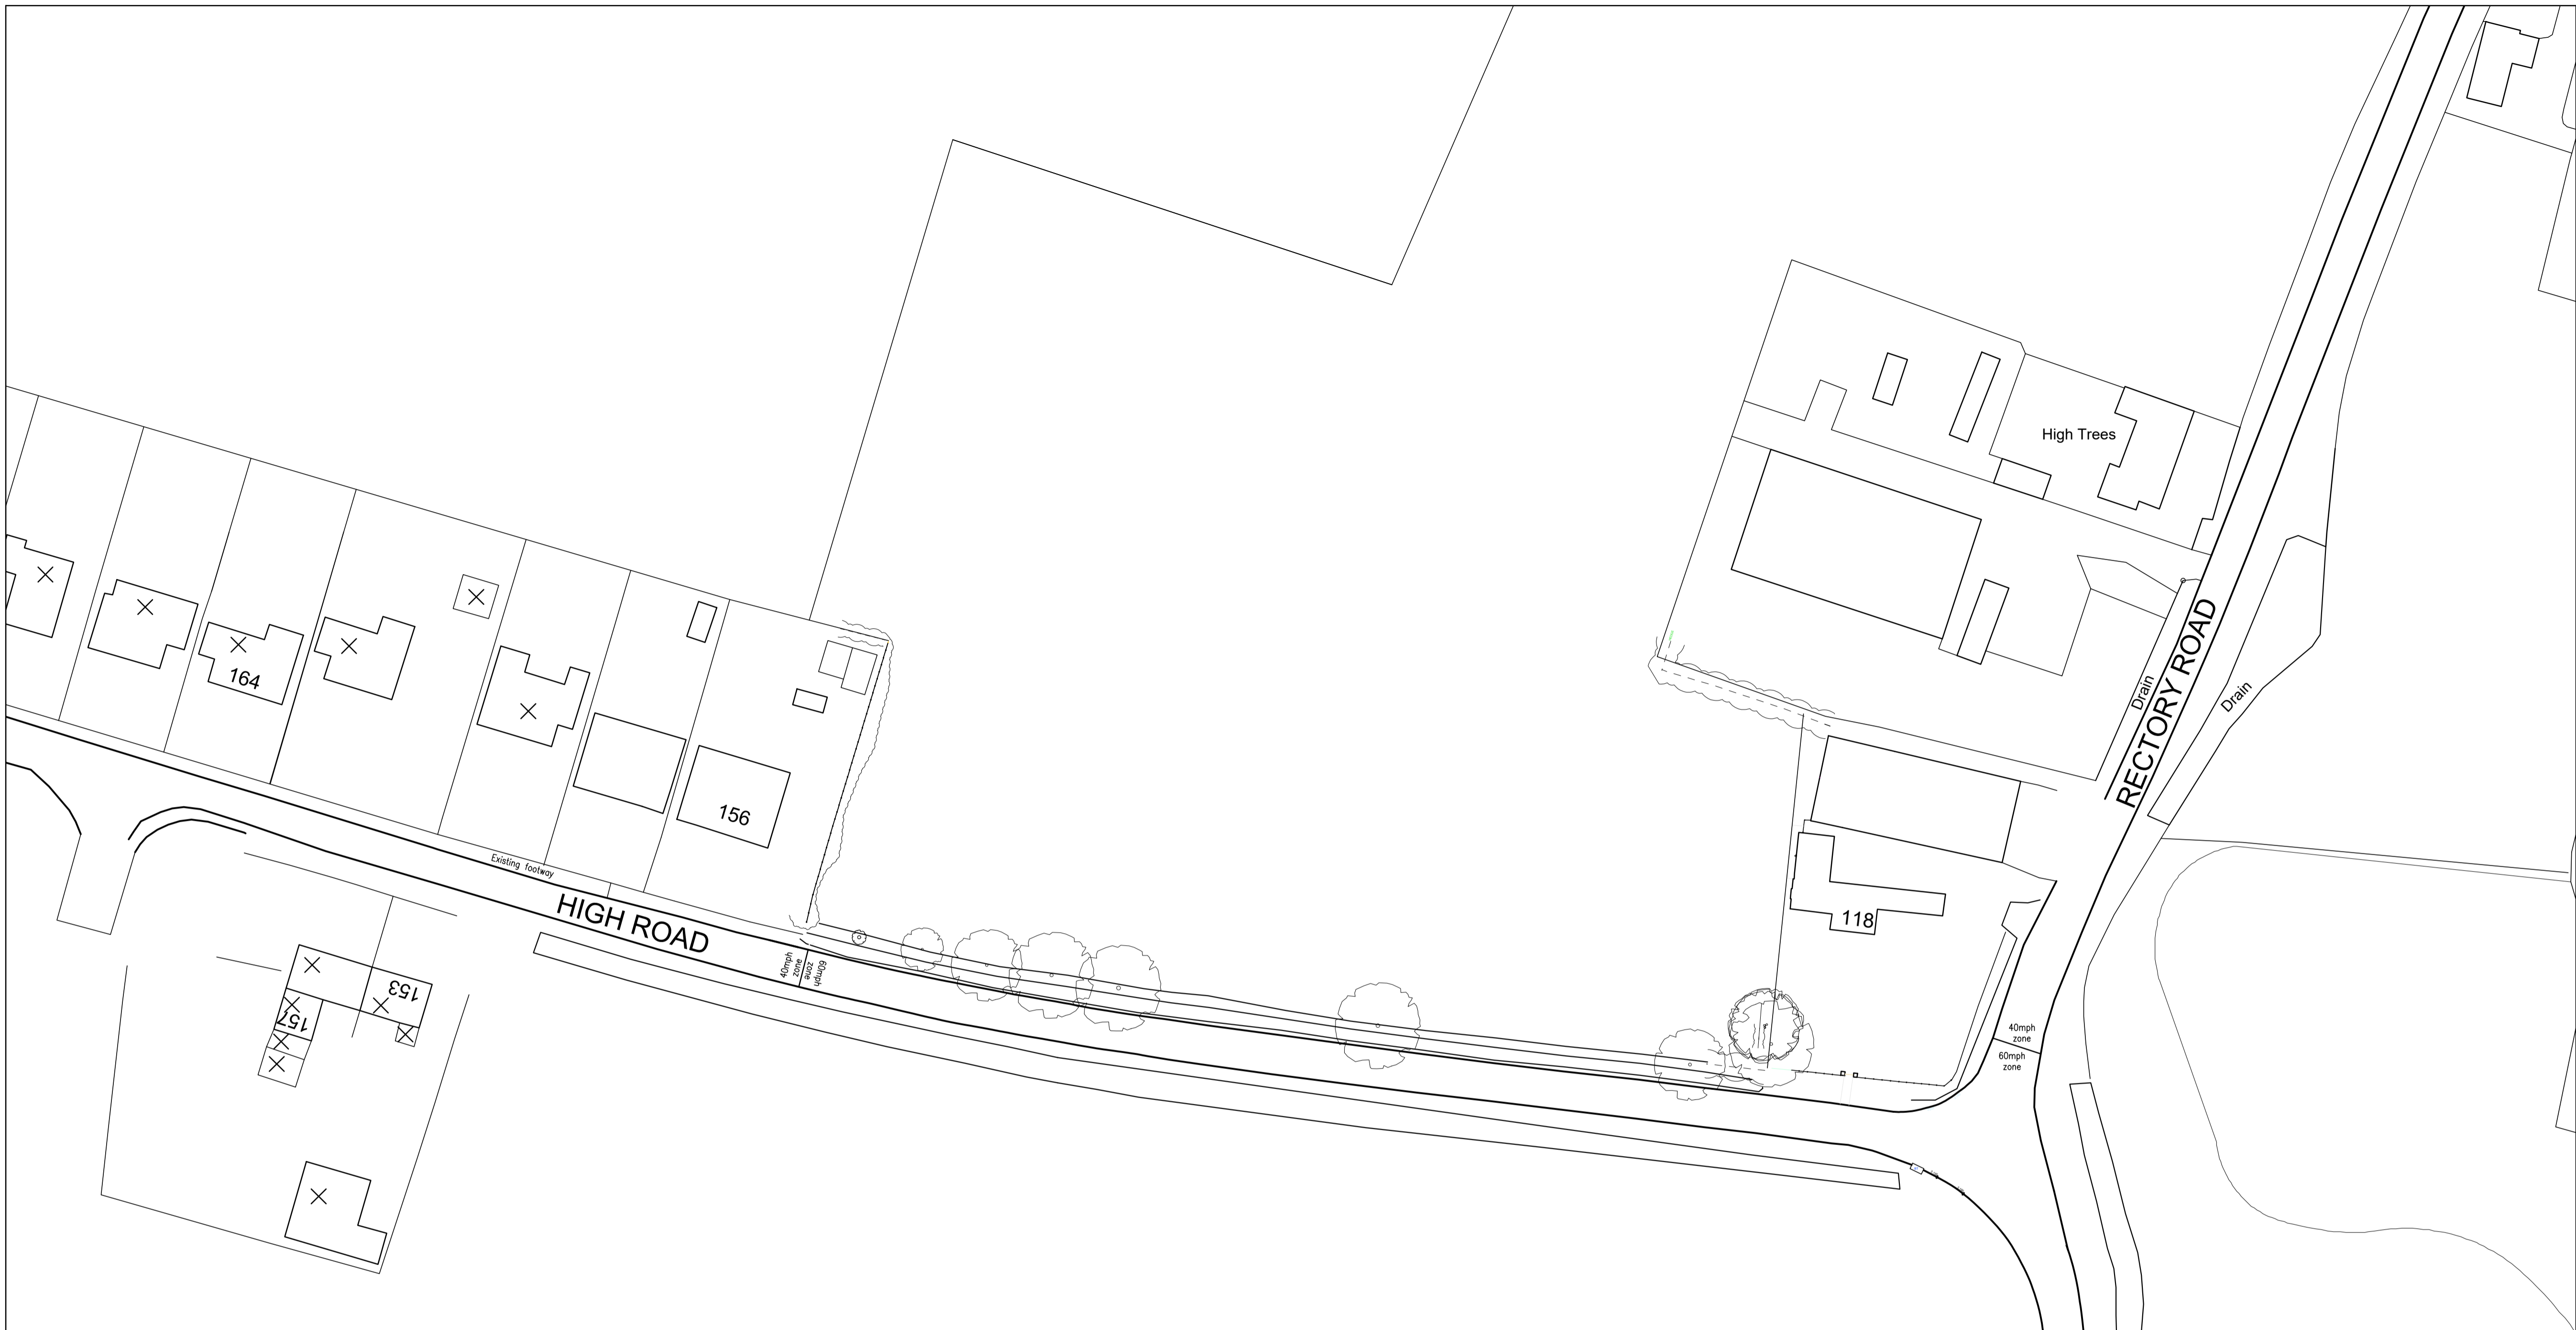 High Trees
RECTORY ROAD
Drain
Drain
164
156
Existing footway
HIGH ROAD
118
40mph
zone
60mph
zone
153
157
40mph
zone
60mph
zone